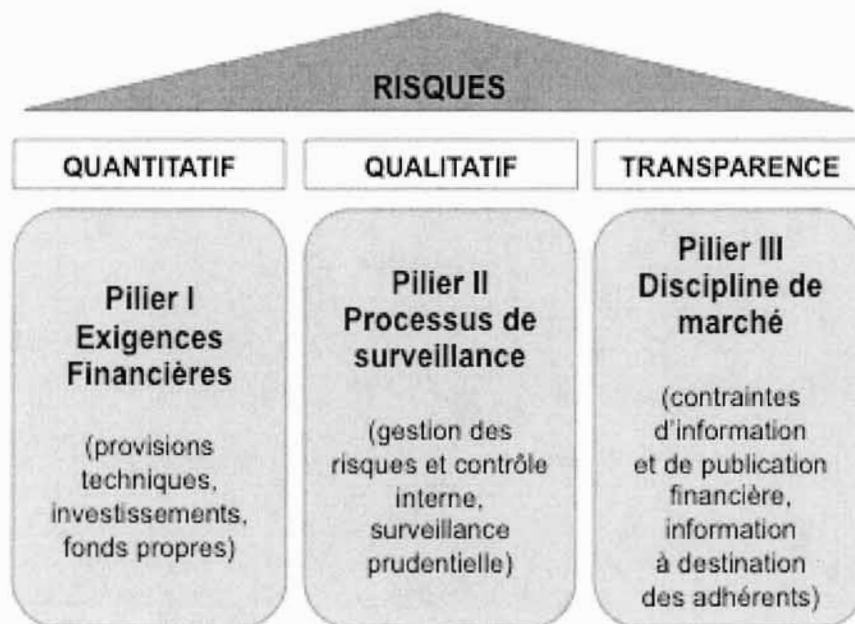 RISQUES
QUANTITATIF
QUALITATIF
TRANSPARENCE
Pilier I
Exigences
Financières
(provisions
techniques,
investissements,
fonds propres)
Pilier II
Processus de
surveillance
(gestion des
risques et contrôle
interne,
surveillance
prudentielle)
Pilier III
Discipline de
marché
(contraintes
d'information
et de publication
financière,
information
à destination
des adhérents)